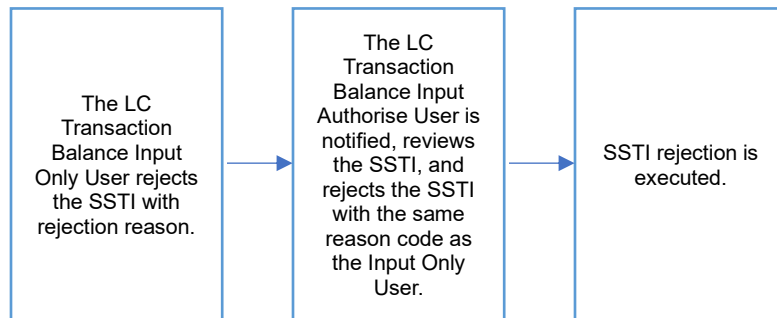 The LC
Transaction
Balance Input
Only User rejects
the SSTI with
rejection reason.
The LC
Transaction
Balance Input
Authorise User is
notified, reviews
the SSTI, and
rejects the SSTI
with the same
reason code as
the Input Only
User.
SSTI rejection is
executed.